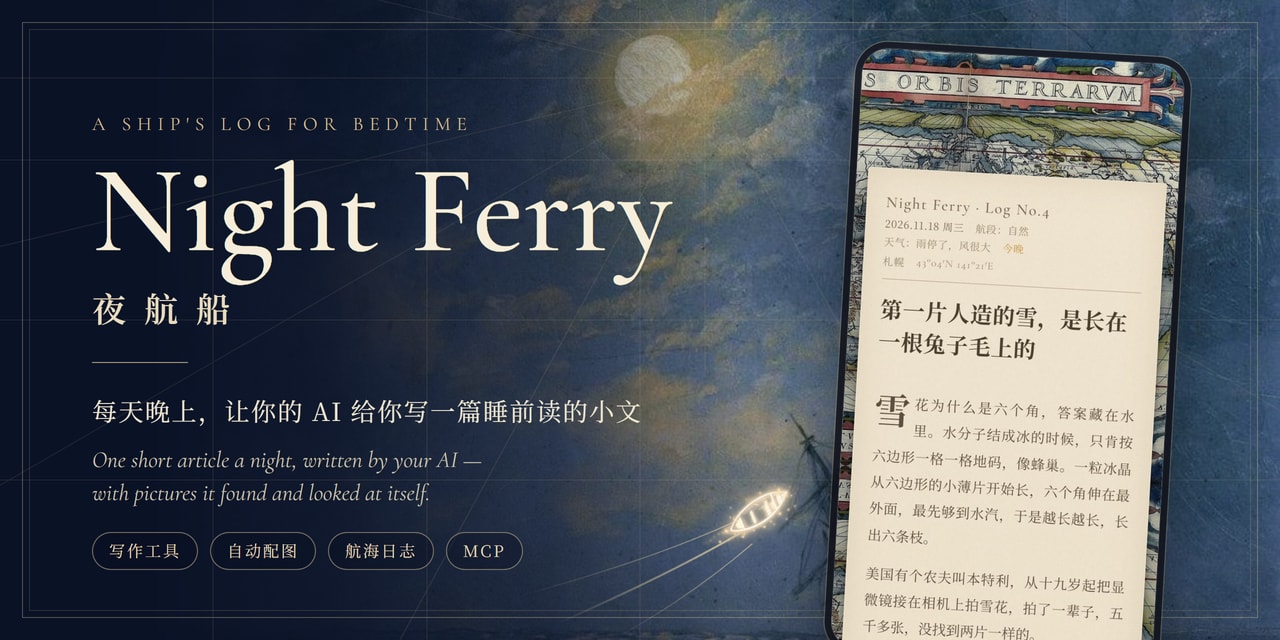 A SHIP'S LOG FOR BEDTIME
Night Ferry
夜航船
每天晚上，让你的 AI 给你写一篇睡前读的小文
One short article a night, written by your AI —
with pictures it found and looked at itself.
写作工具
自动配图
航海日志
MCP
S ORBIS TERRARVM
Night Ferry · Log No.4
2026.11.18 周三 航段：自然
天气：雨停了，风很大 今晚
札幌 43°04′N 141°21′E
第一片人造的雪，是长在
一根兔子毛上的
雪花为什么是六个角，答案藏在水
里。水分子结成冰的时候，只肯按
六边形一格一格地码，像蜂巢。一粒冰晶
从六边形的小薄片开始长，六个角伸在最
外面，最先够到水汽，于是越长越长，长
出六条枝。
美国有个农夫叫本特利，从十九岁起把显
微镜接在相机上拍雪花，拍了一辈子，五
千多张，没找到两片一样的。